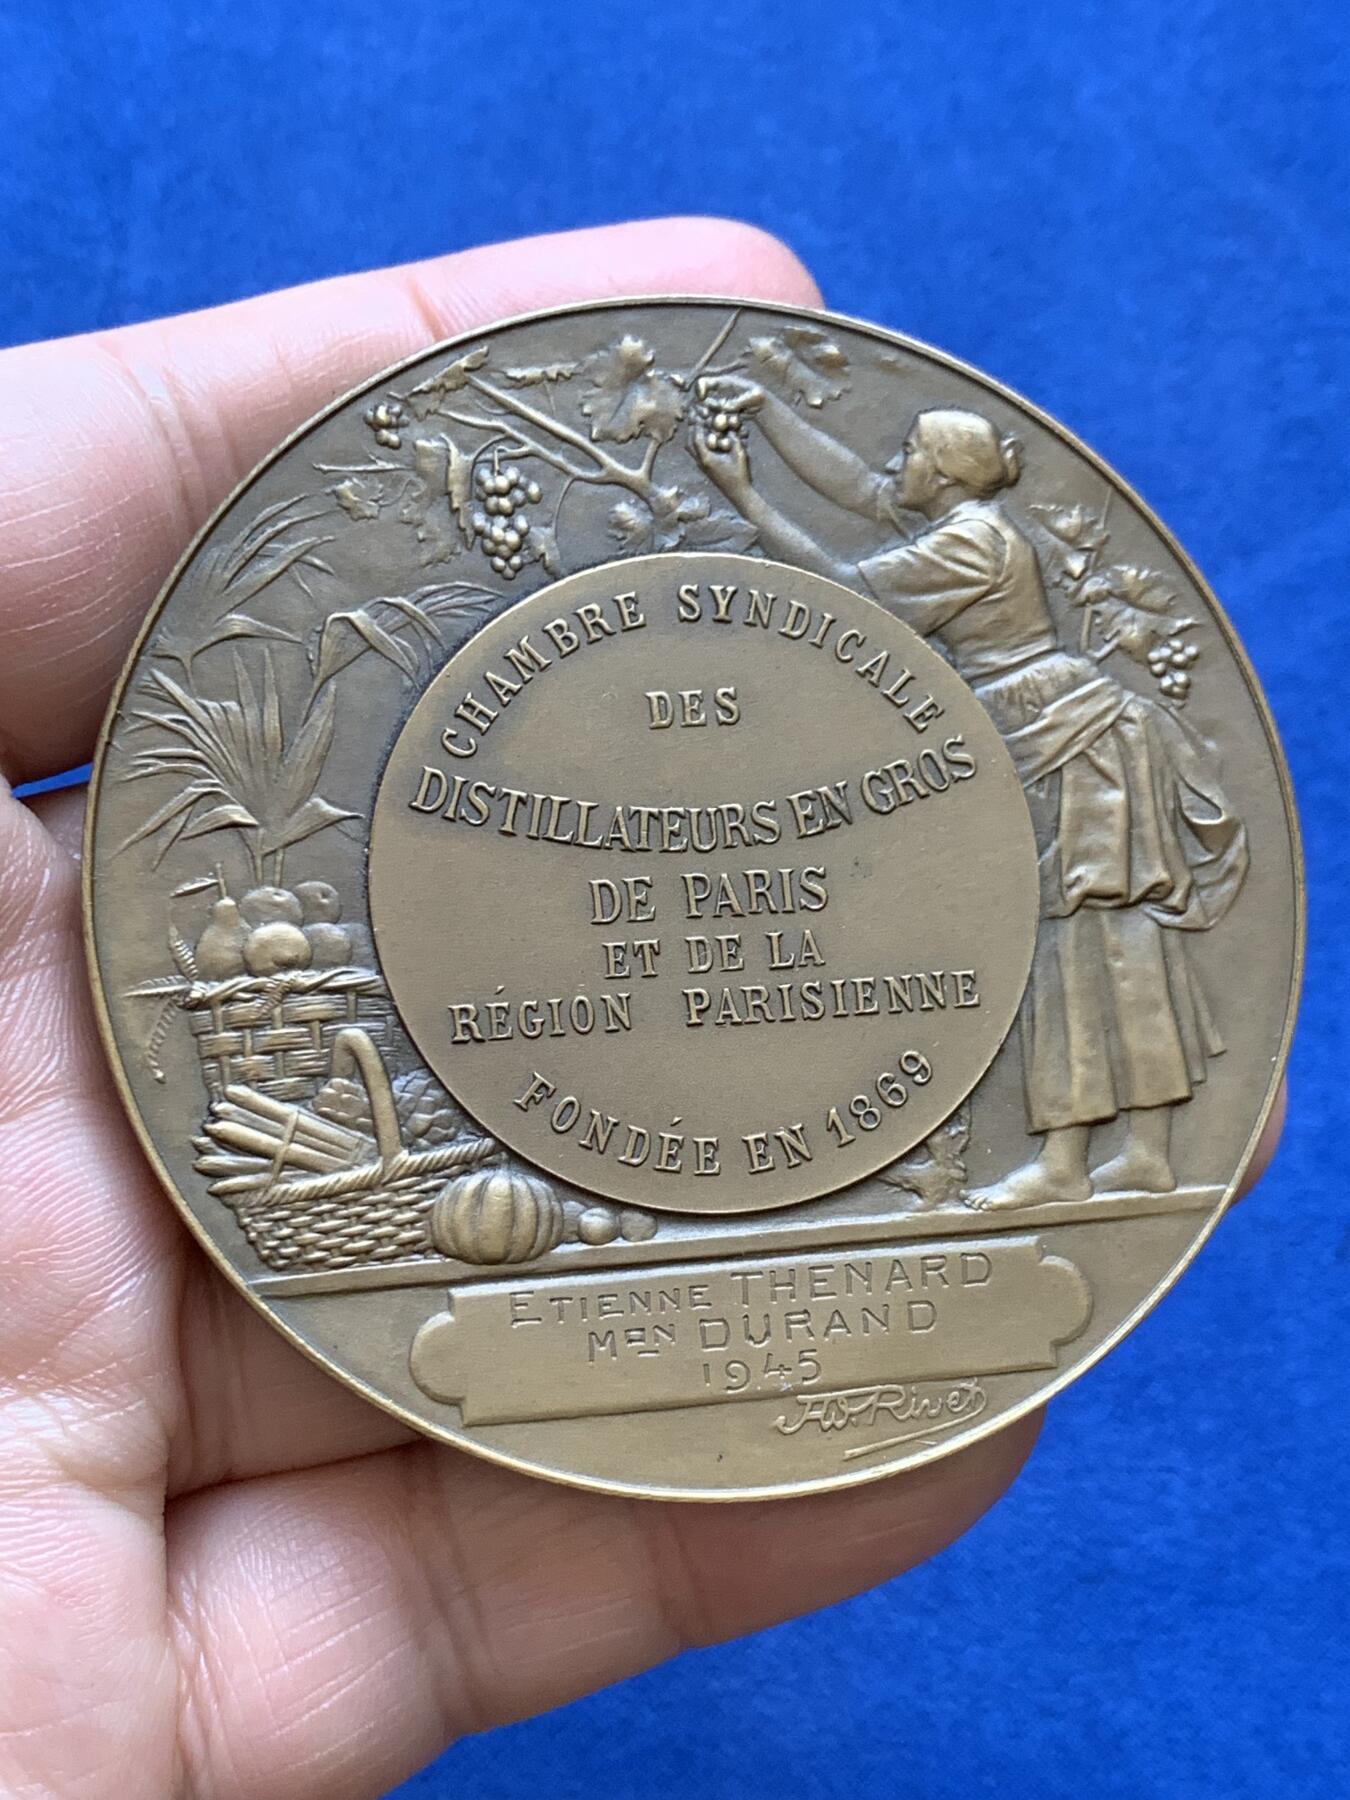 CHAMBRE SYNDICALE
DES
DISTILLATEURS EN GROS
DE PARIS
ET DE LA
RÉGION PARISIENNE
FONDÉE EN 1869
ETIENNE THENARD
MON DURAND
1945
Ad. Rivet